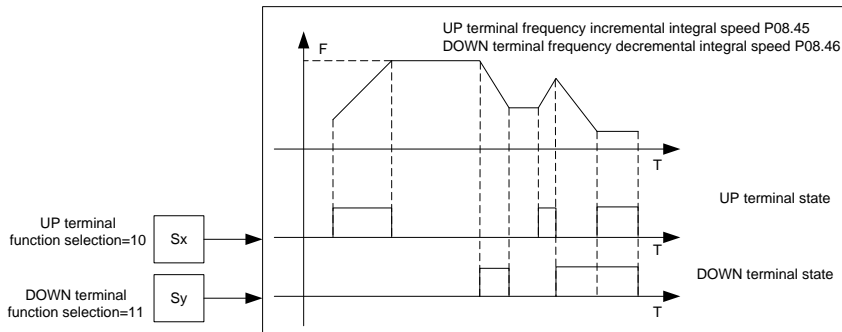 UP terminal frequency incremental integral speed P08.45
DOWN terminal frequency decremental integral speed P08.46
F
T
UP terminal state
UP terminal
function selection=10
Sx
T
DOWN terminal state
DOWN terminal
function selection=11
Sy
T